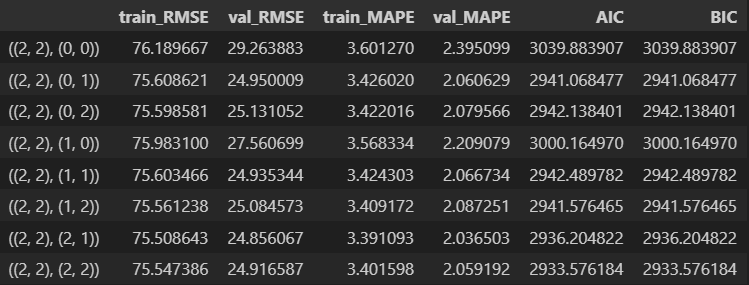 train_RMSE val_RMSE train_MAPE val_MAPE AIC BIC
((2, 2), (0, 0)) 76.189667 29.263883 3.601270 2.395099 3039.883907 3039.883907
((2, 2), (0, 1)) 75.608621 24.950009 3.426020 2.060629 2941.068477 2941.068477
((2, 2), (0, 2)) 75.598581 25.131052 3.422016 2.079566 2942.138401 2942.138401
((2, 2), (1, 0)) 75.983100 27.560699 3.568334 2.209079 3000.164970 3000.164970
((2, 2), (1, 1)) 75.603466 24.935344 3.424303 2.066734 2942.489782 2942.489782
((2, 2), (1, 2)) 75.561238 25.084573 3.409172 2.087251 2941.576465 2941.576465
((2, 2), (2, 1)) 75.508643 24.856067 3.391093 2.036503 2936.204822 2936.204822
((2, 2), (2, 2)) 75.547386 24.916587 3.401598 2.059192 2933.576184 2933.576184